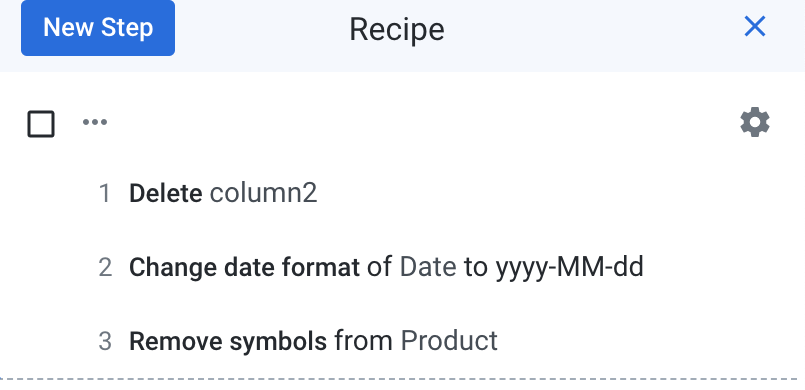 New Step
Recipe
1 Delete column2
2 Change date format of Date to yyyy-MM-dd
3 Remove symbols from Product